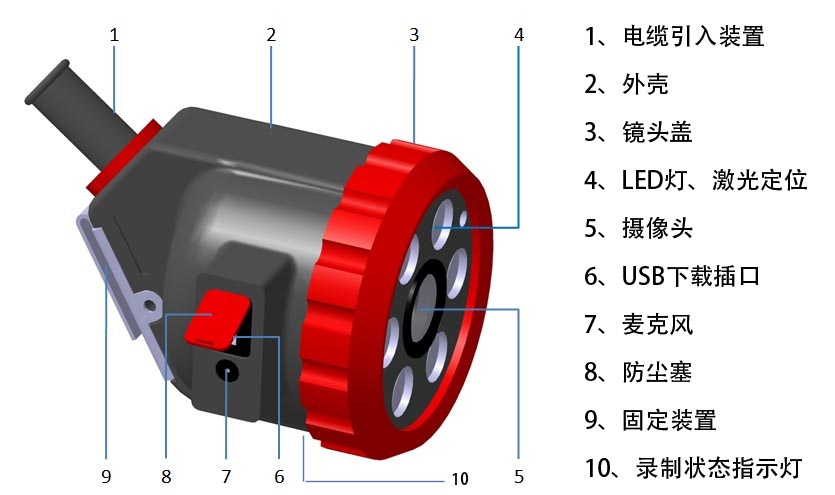 1 2 3 4
1、电缆引入装置
2、外壳
3、镜头盖
4、LED灯、激光定位
5、摄像头
6、USB下载插口
7、麦克风
8、防尘塞
9、固定装置
10、录制状态指示灯
9 8 7 6 10 5